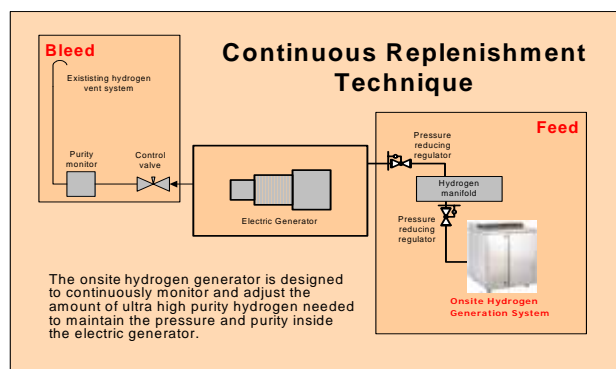 Bleed
Continuous Replenishment
Technique
Exististing hydrogen
vent system
Feed
Purity
monitor
Control
valve
Pressure
reducing
regulator
Hydrogen
manifold
Electric Generator
Pressure
reducing
regulator
The onsite hydrogen generator is designed
to continuously monitor and adjust the
amount of ultra high purity hydrogen needed
to maintain the pressure and purity inside
the electric generator.
Onsite Hydrogen
Generation System